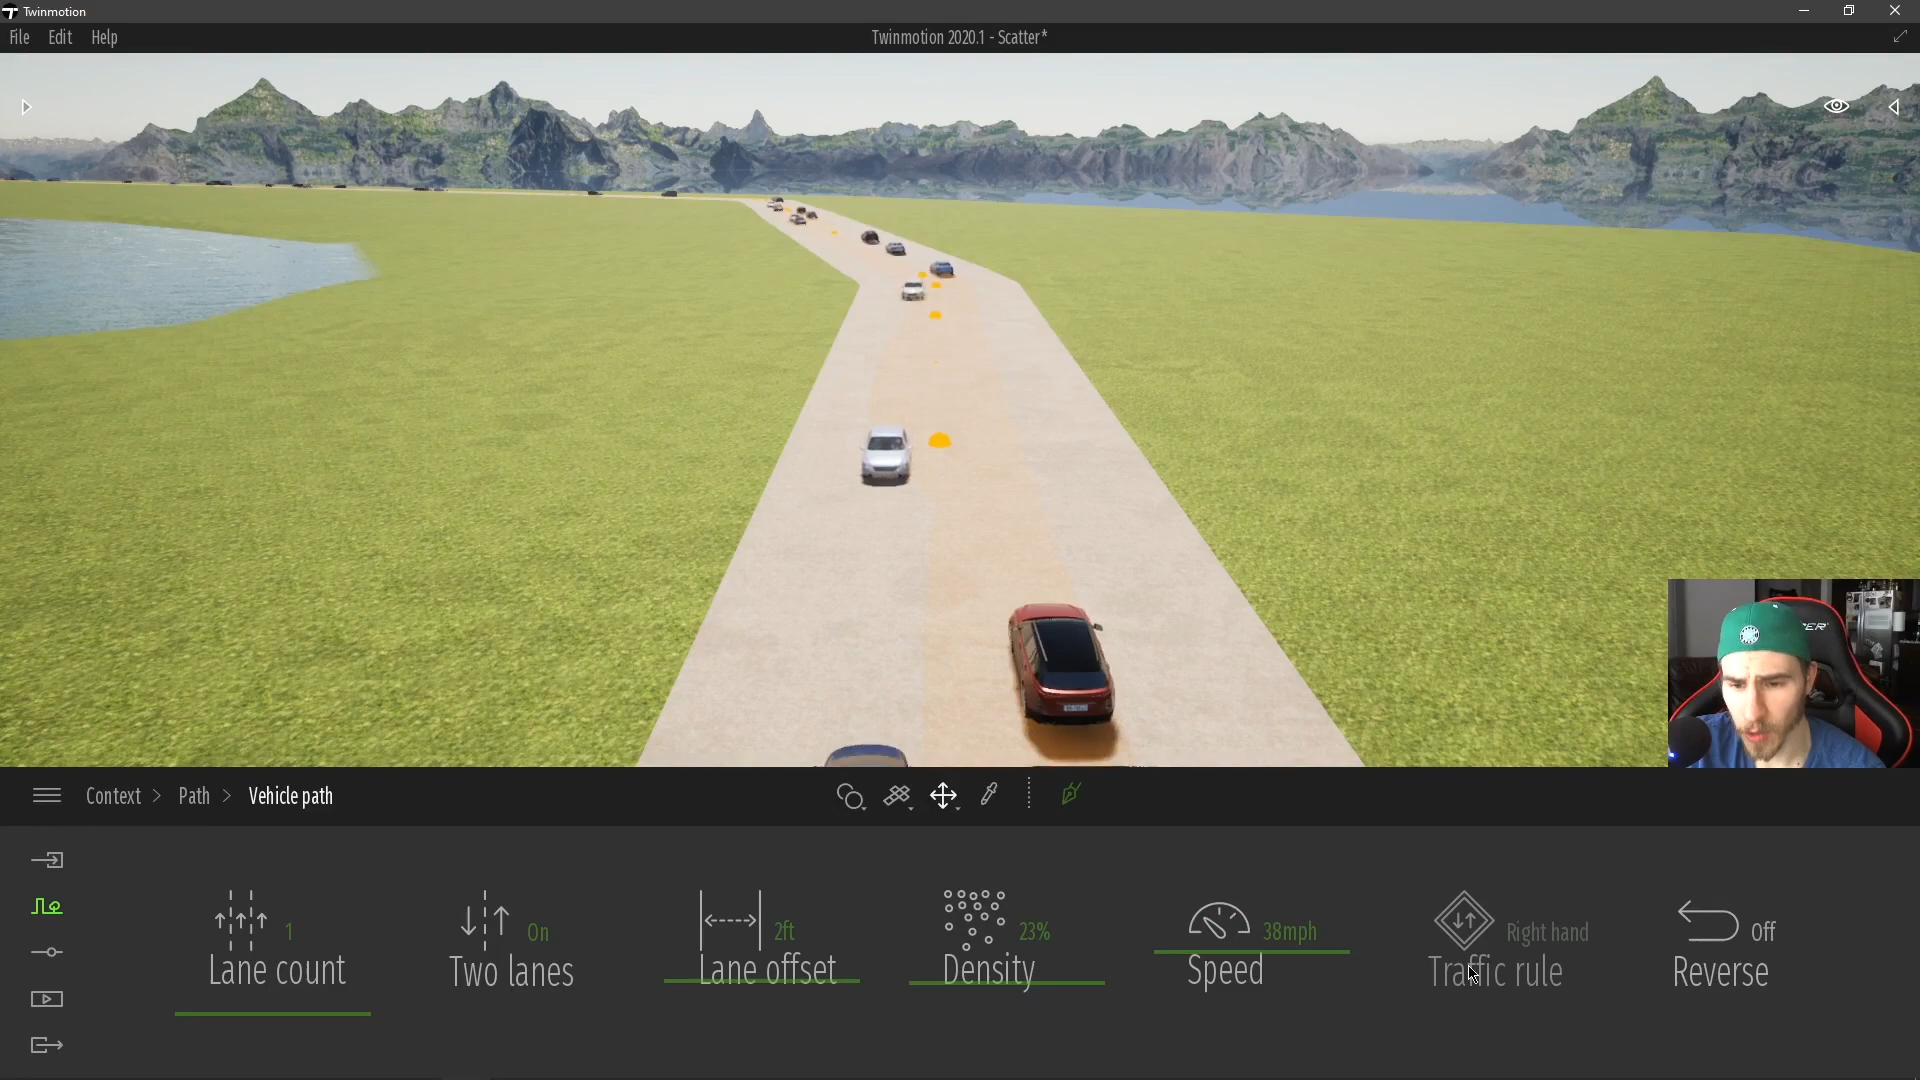 Twinmotion
File Edit Help
Twinmotion 2020.1 - Scatter*
Context > Path > Vehicle path
1
Lane count
On
Two lanes
2ft
Lane offset
23%
Density
38mph
Speed
Right hand
Traffic rule
Off
Reverse